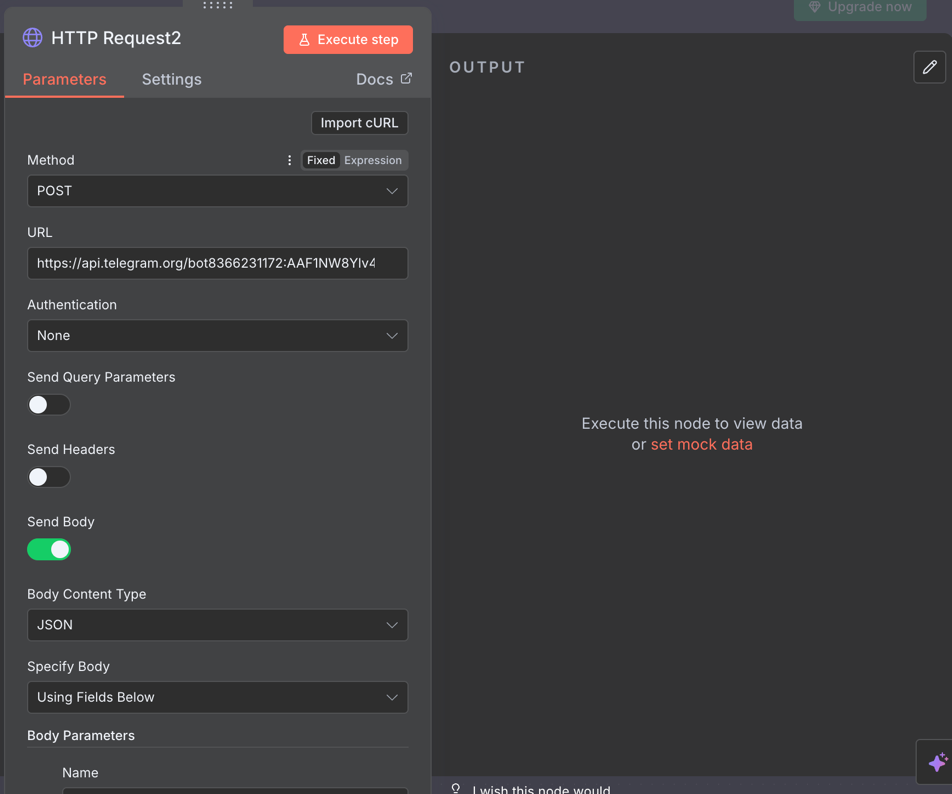 Upgrade now
HTTP Request2
Execute step
Parameters
Settings
Docs
OUTPUT
Import cURL
Method
Fixed
Expression
POST
URL
https://api.telegram.org/bot8366231172:AAF1NW8YIv4
Authentication
None
Send Query Parameters
Send Headers
Execute this node to view data
or set mock data
Send Body
Body Content Type
JSON
Specify Body
Using Fields Below
Body Parameters
Name
I wish this node would